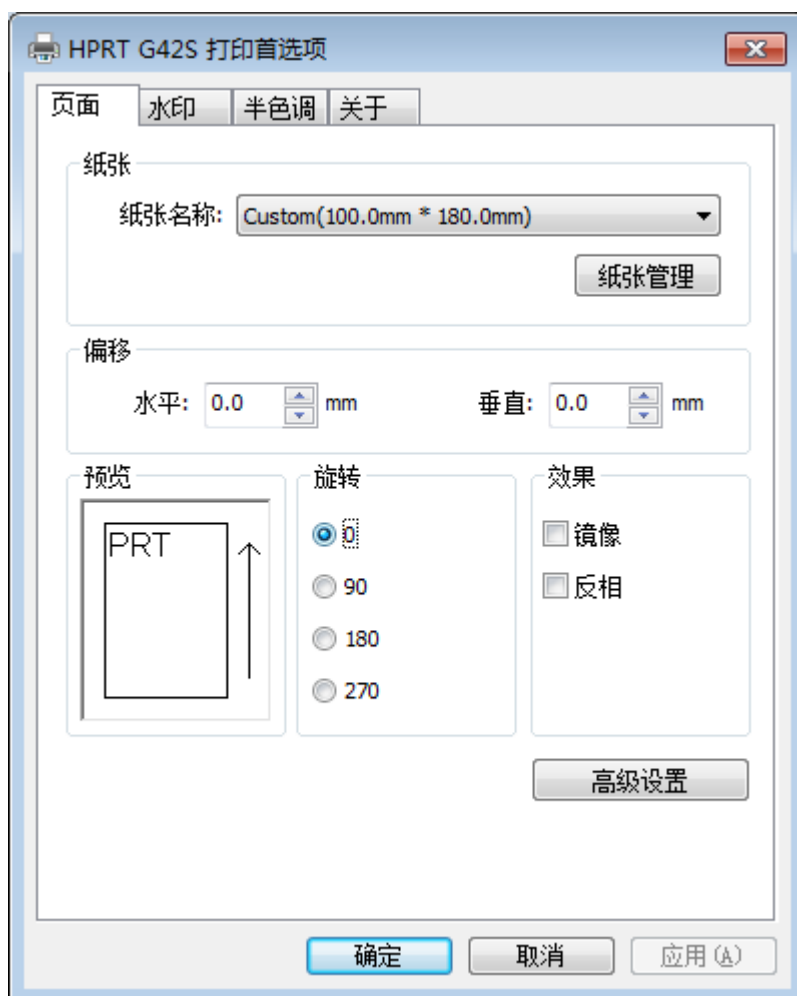 HPRT G42S 打印首选项
页面 水印 半色调 关于
纸张
纸张名称: Custom(100.0mm * 180.0mm)
纸张管理
偏移
水平: 0.0 mm 垂直: 0.0 mm
预览 旋转 效果
PRT
0 镜像
90 反相
180
270
高级设置
确定 取消 应用(A)